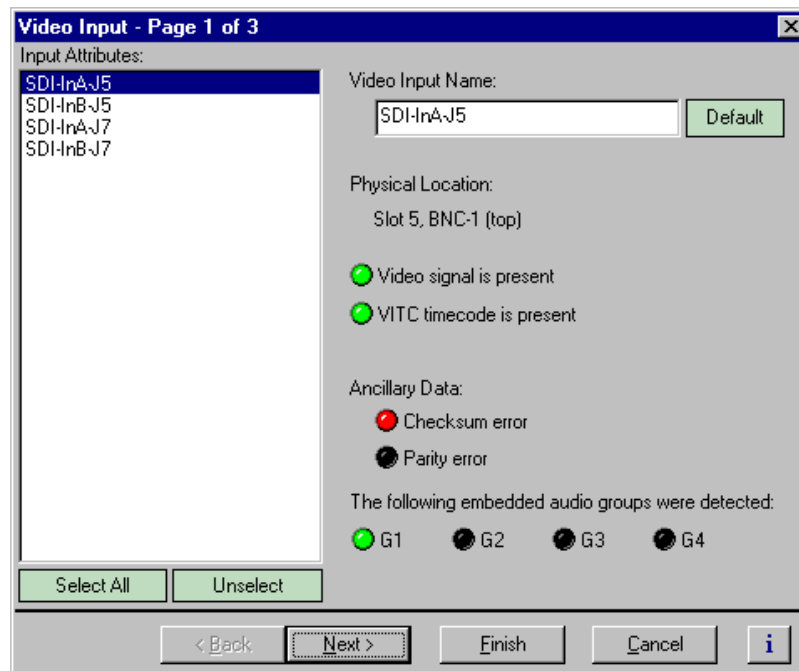 Video Input - Page 1 of 3
Input Attributes:
SDI-InA-J5
SDI-InB-J5
SDI-InA-J7
SDI-InB-J7
Select All
Unselect
Video Input Name:
SDI-InA-J5
Default
Physical Location:
Slot 5, BNC-1 (top)
Video signal is present
VITC timecode is present
Ancillary Data:
Checksum error
Parity error
The following embedded audio groups were detected:
G1 G2 G3 G4
< Back Next > Finish Cancel i